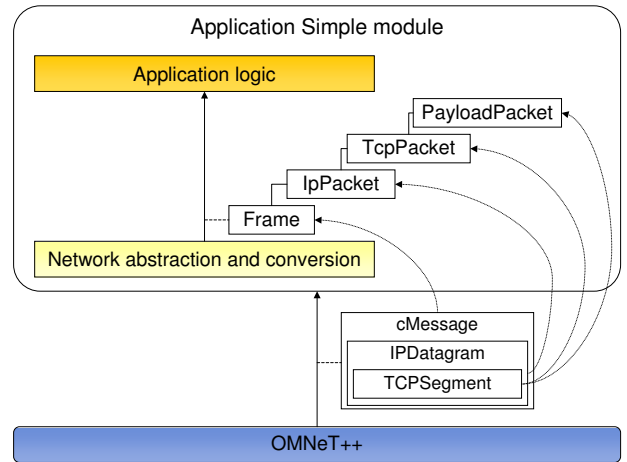 Application Simple module
Application logic
PayloadPacket
TcpPacket
IpPacket
Frame
Network abstraction and conversion
cMessage
IPDatagram
TCPSegment
OMNeT++